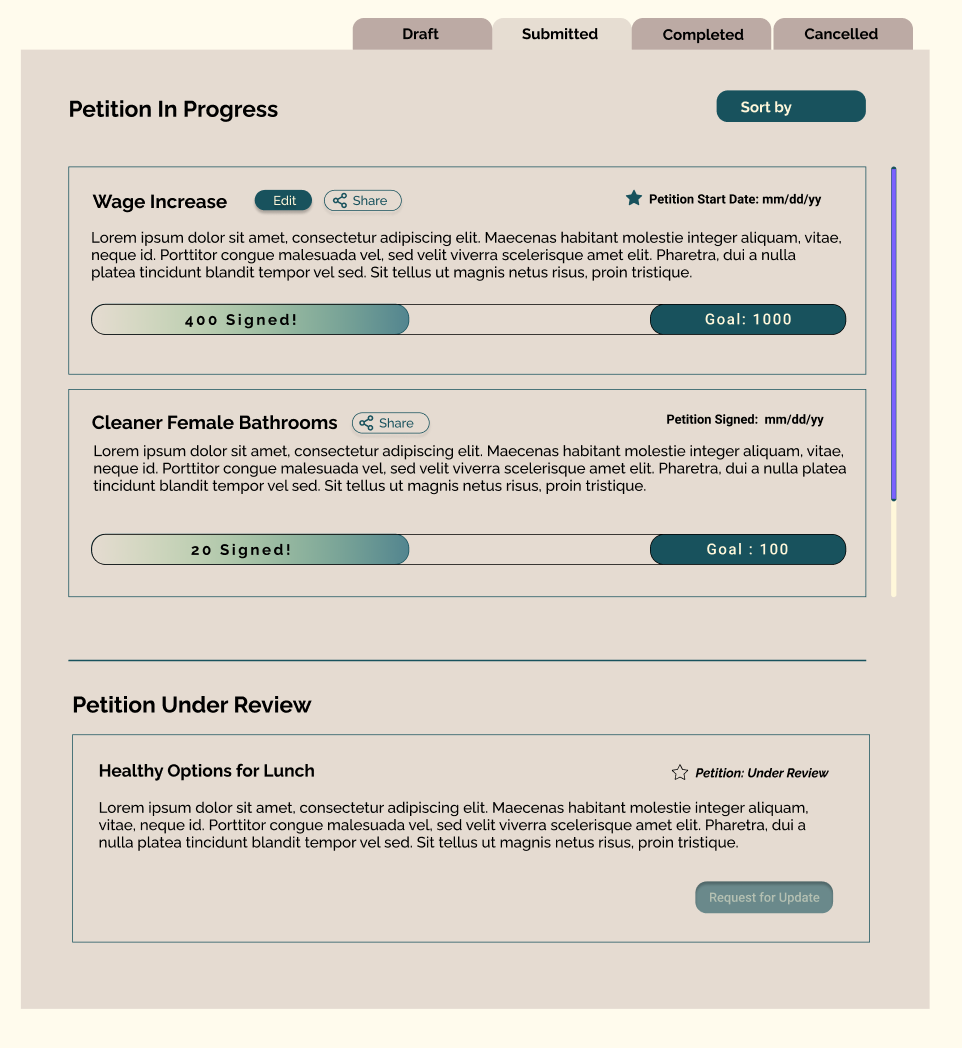 Draft Submitted Completed Cancelled
Petition In Progress
Sort by
Wage Increase Edit Share Petition Start Date: mm/dd/yy
Lorem ipsum dolor sit amet, consectetur adipiscing elit. Maecenas habitant molestie integer aliquam, vitae,
neque id. Porttitor congue malesuada vel, sed velit viverra scelerisque amet elit. Pharetra, dui a nulla
platea tincidunt blandit tempor vel sed. Sit tellus ut magnis netus risus, proin tristique.
400 Signed! Goal: 1000
Cleaner Female Bathrooms Share Petition Signed: mm/dd/yy
Lorem ipsum dolor sit amet, consectetur adipiscing elit. Maecenas habitant molestie integer aliquam, vitae,
neque id. Porttitor congue malesuada vel, sed velit viverra scelerisque amet elit. Pharetra, dui a nulla platea
tincidunt blandit tempor vel sed. Sit tellus ut magnis netus risus, proin tristique.
20 Signed! Goal : 100
Petition Under Review
Healthy Options for Lunch Petition: Under Review
Lorem ipsum dolor sit amet, consectetur adipiscing elit. Maecenas habitant molestie integer aliquam,
vitae, neque id. Porttitor congue malesuada vel, sed velit viverra scelerisque amet elit. Pharetra, dui a
nulla platea tincidunt blandit tempor vel sed. Sit tellus ut magnis netus risus, proin tristique.
Request for Update